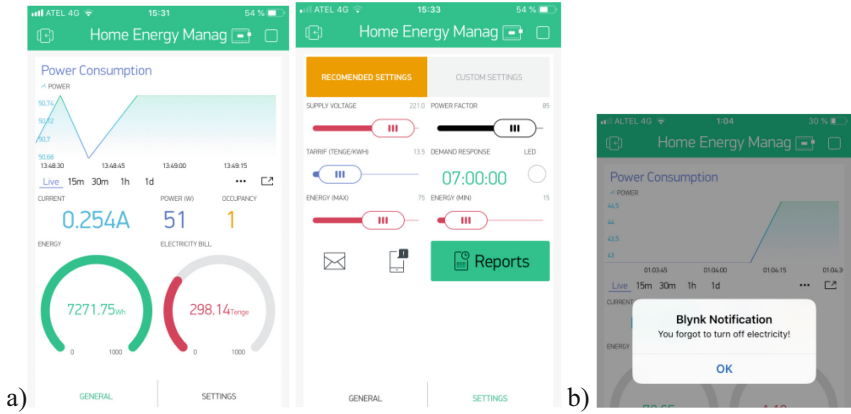 ATEL 4G 15:31 54 %
Home Energy Manag
Power Consumption
POWER
50,74
50,72
50,7
50,68
13:48:30 13:48:45 13:49:00 13:49:15
Live 15m 30m 1h 1d ...
CURRENT POWER (W) OCCUPANCY
0.254A 51 1
ENERGY ELECTRICITY BILL
7271.75Wh 298.14Tenge
0 1000 0 1000
GENERAL SETTINGS
a)
ATEL 4G 15:33 54 %
Home Energy Manag
RECOMENDED SETTINGS CUSTOM SETTINGS
SUPPLY VOLTAGE 221.0 POWER FACTOR 89
TARRIF (TENGE/KWH) 13.5 DEMAND RESPONSE LED
07:00:00
ENERGY (MAX) 75 ENERGY (MIN) 15
Reports
GENERAL SETTINGS
b)
ALTEL 4G 1:04 30 %
Home Energy Manag
Power Consumption
POWER
44,5
44
43,5
43
01:03:45 01:04:00 01:04:15 01:04:3
Live 15m 30m 1h 1d ...
CURRENT
Blynk Notification
You forgot to turn off electricity!
ENERGY
OK